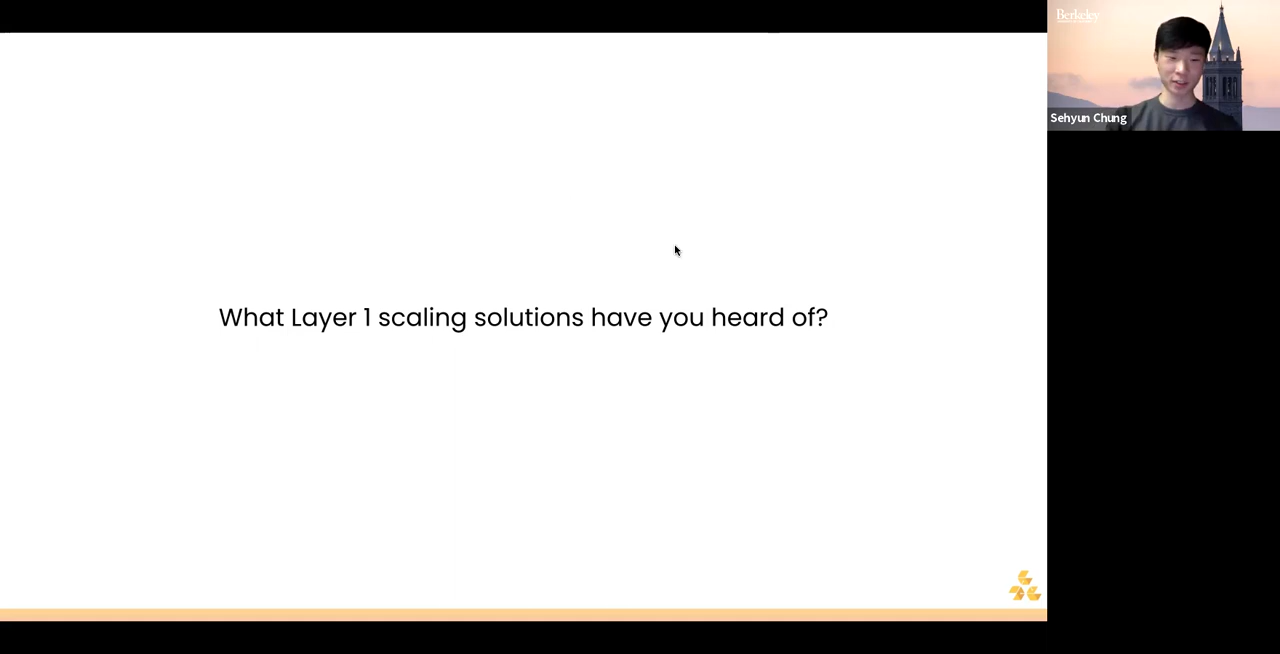 Berkeley
Sehyun Chung
What Layer 1 scaling solutions have you heard of?